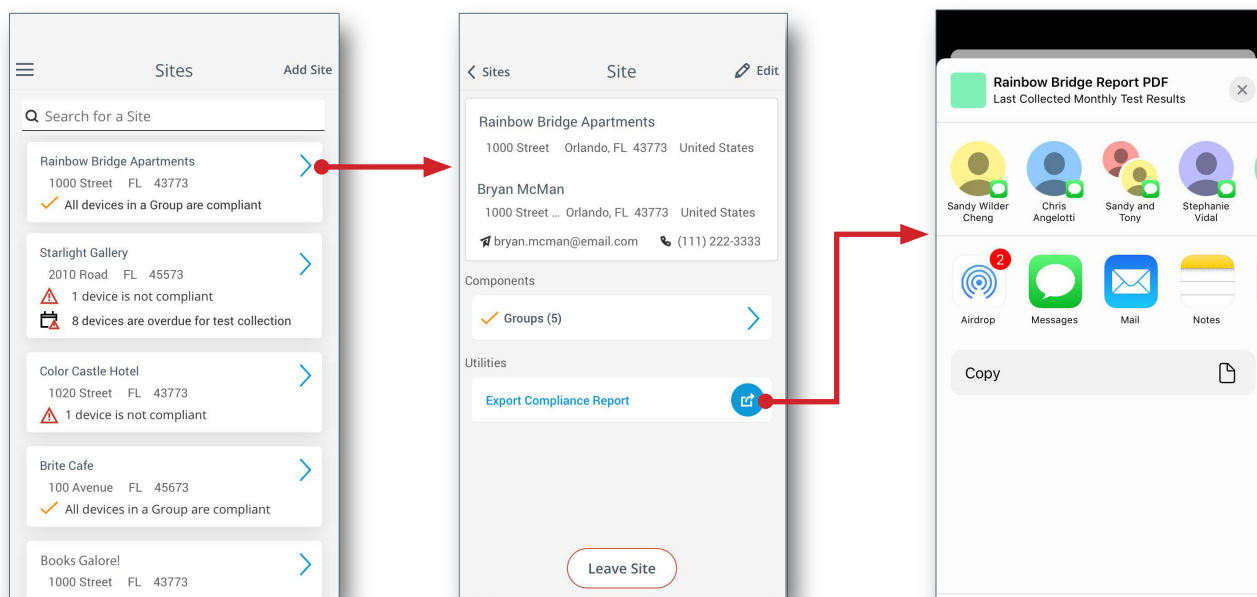 Sites
Add Site
Search for a Site
Rainbow Bridge Apartments
1000 Street FL 43773
All devices in a Group are compliant
Starlight Gallery
2010 Road FL 45573
1 device is not compliant
8 devices are overdue for test collection
Color Castle Hotel
1020 Street FL 43773
1 device is not compliant
Brite Cafe
100 Avenue FL 45673
All devices in a Group are compliant
Books Galore!
1000 Street FL 43773
Sites
Site
Edit
Rainbow Bridge Apartments
1000 Street Orlando, FL 43773 United States
Bryan McMan
1000 Street ... Orlando, FL 43773 United States
bryan.mcman@email.com (111) 222-3333
Components
Groups (5)
Utilities
Export Compliance Report
Leave Site
Rainbow Bridge Report PDF
Last Collected Monthly Test Results
Sandy Wilder
Cheng
Chris
Angelotti
Sandy and
Tony
Stephanie
Vidal
2
Airdrop
Messages
Mail
Notes
Copy